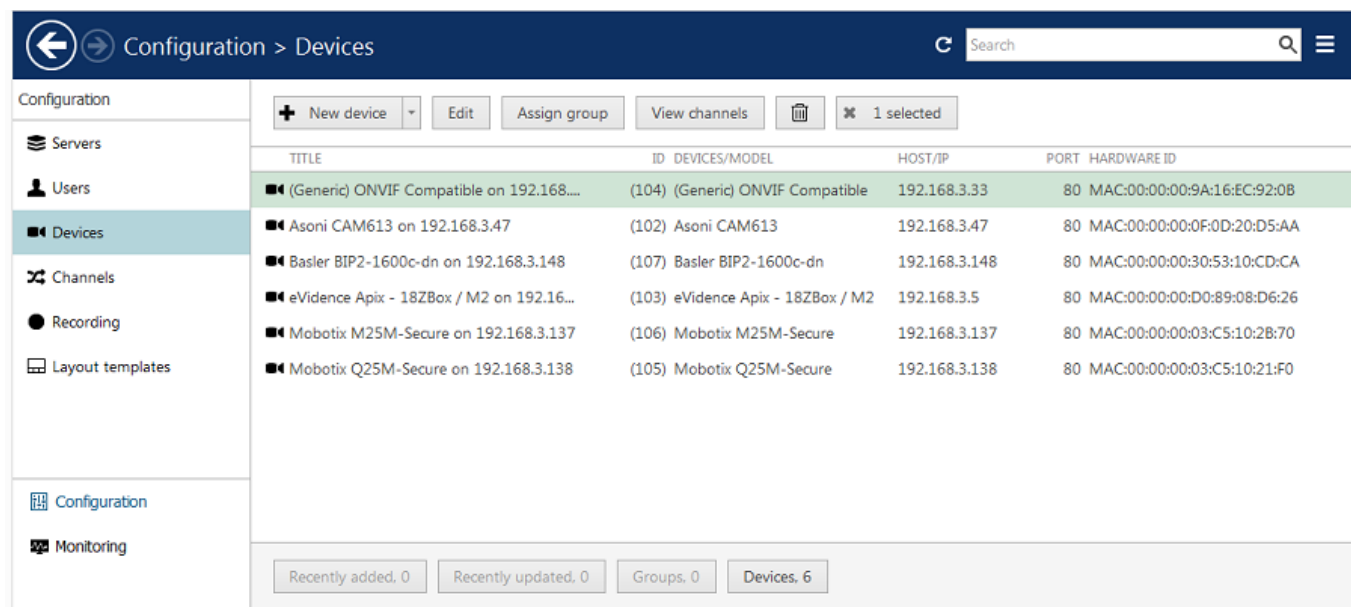 Configuration > Devices
Search
Configuration
Servers
Users
Devices
Channels
Recording
Layout templates
Configuration
Monitoring
New device Edit Assign group View channels 1 selected
TITLE ID DEVICES/MODEL HOST/IP PORT HARDWARE ID
(Generic) ONVIF Compatible on 192.168.... (104) (Generic) ONVIF Compatible 192.168.3.33 80 MAC:00:00:00:9A:16:EC:92:0B
Asoni CAM613 on 192.168.3.47 (102) Asoni CAM613 192.168.3.47 80 MAC:00:00:00:0F:0D:20:D5:AA
Basler BIP2-1600c-dn on 192.168.3.148 (107) Basler BIP2-1600c-dn 192.168.3.148 80 MAC:00:00:00:30:53:10:CD:CA
eVidence Apix - 18ZBox / M2 on 192.16... (103) eVidence Apix - 18ZBox / M2 192.168.3.5 80 MAC:00:00:00:D0:89:08:D6:26
Mobotix M25M-Secure on 192.168.3.137 (106) Mobotix M25M-Secure 192.168.3.137 80 MAC:00:00:00:03:C5:10:2B:70
Mobotix Q25M-Secure on 192.168.3.138 (105) Mobotix Q25M-Secure 192.168.3.138 80 MAC:00:00:00:03:C5:10:21:F0
Recently added, 0 Recently updated, 0 Groups, 0 Devices, 6